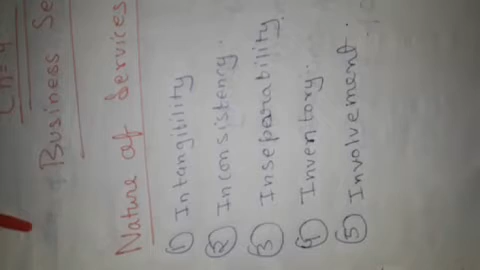 Ch=4
Business Se
Nature of Services
① Intangibility
② Inconsistency.
③ Inseparability.
④ Inventory.
⑤ Involvement.